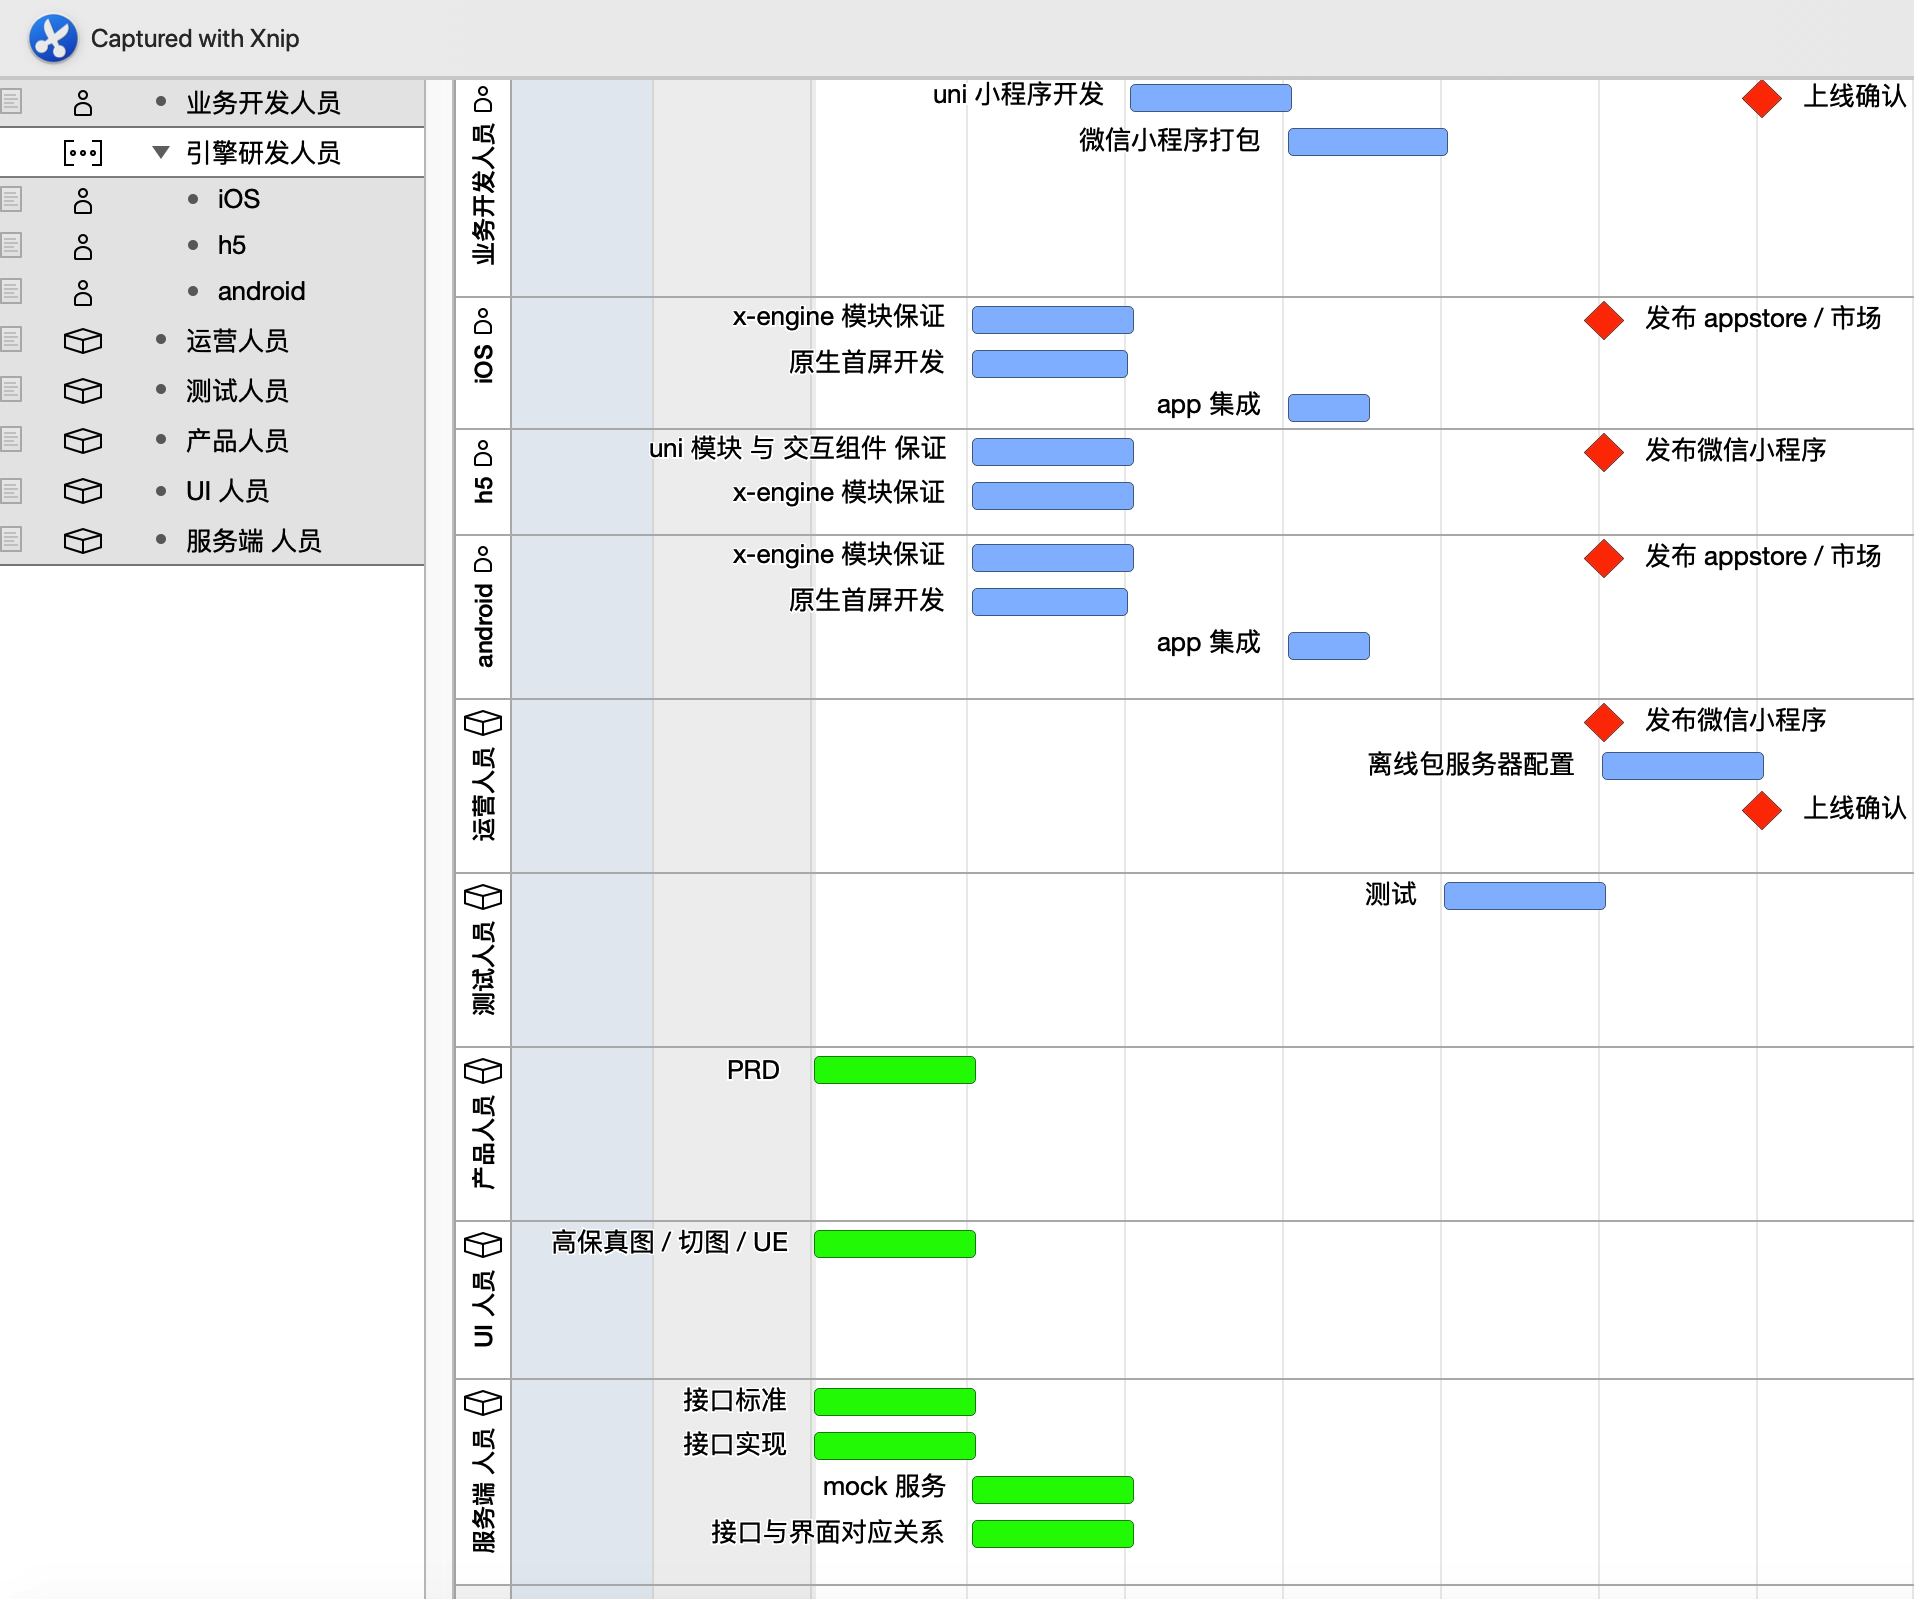 Captured with Xnip
业务开发人员
引擎研发人员
iOS
h5
android
运营人员
测试人员
产品人员
UI 人员
服务端 人员
业务开发人员
uni 小程序开发
上线确认
微信小程序打包
iOS
x-engine 模块保证
发布 appstore / 市场
原生首屏开发
app 集成
h5
uni 模块 与 交互组件 保证
发布微信小程序
x-engine 模块保证
android
x-engine 模块保证
发布 appstore / 市场
原生首屏开发
app 集成
运营人员
发布微信小程序
离线包服务器配置
上线确认
测试人员
测试
产品人员
PRD
UI 人员
高保真图 / 切图 / UE
服务端 人员
接口标准
接口实现
mock 服务
接口与界面对应关系